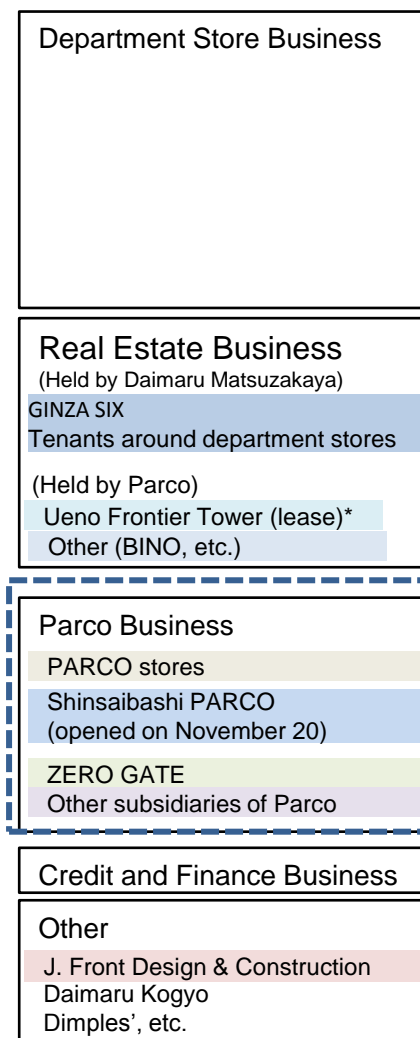 Department Store Business
Real Estate Business
(Held by Daimaru Matsuzakaya)
GINZA SIX
Tenants around department stores
(Held by Parco)
Ueno Frontier Tower (lease)*
Other (BINO, etc.)
Parco Business
PARCO stores
Shinsaibashi PARCO
(opened on November 20)
ZERO GATE
Other subsidiaries of Parco
Credit and Finance Business
Other
J. Front Design & Construction
Daimaru Kogyo
Dimples’, etc.